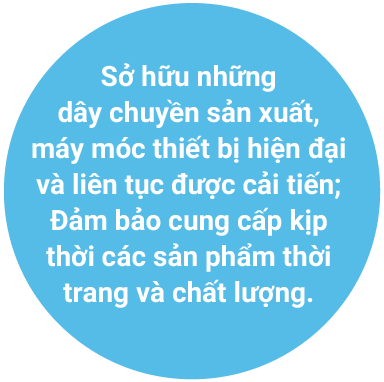 Sở hữu những
dây chuyền sản xuất,
máy móc thiết bị hiện đại
và liên tục được cải tiến;
Đảm bảo cung cấp kịp
thời các sản phẩm thời
trang và chất lượng.